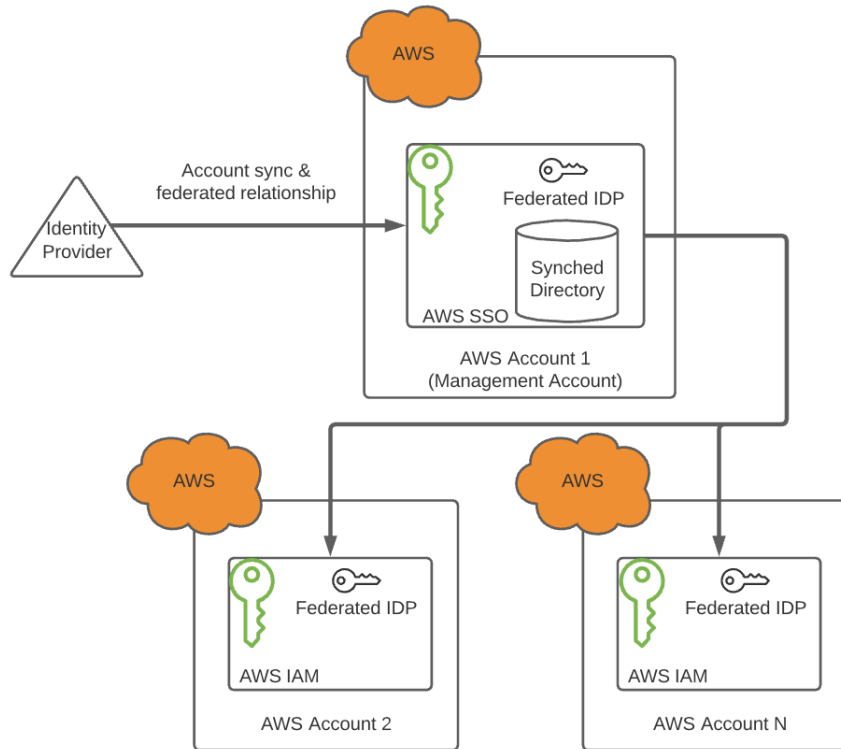 AWS
Account sync &
federated relationship
Identity
Provider
Federated IDP
Synched
Directory
AWS SSO
AWS Account 1
(Management Account)
AWS
AWS
Federated IDP
AWS IAM
AWS Account 2
Federated IDP
AWS IAM
AWS Account N